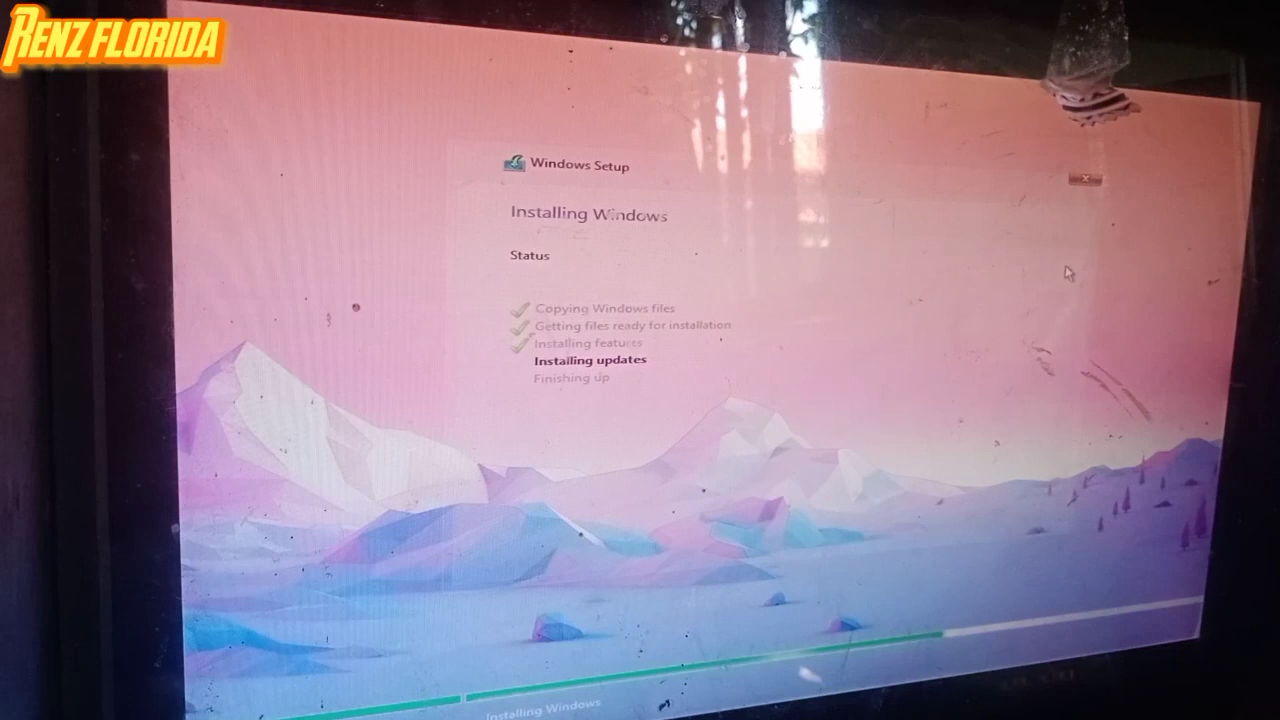 RENZ FLORIDA
Windows Setup
Installing Windows
Status
Copying Windows files
Getting files ready for installation
Installing features
Installing updates
Finishing up
Installing Windows